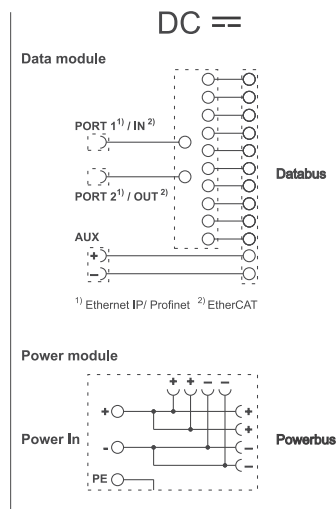 DC
Data module
PORT 1¹⁾ / IN ²⁾
PORT 2¹⁾ / OUT ²⁾
Databus
AUX
+
–
¹⁾ Ethernet IP/ Profinet ²⁾ EtherCAT
Power module
+ + – –
+ +
+
Power In - – Powerbus
–
PE